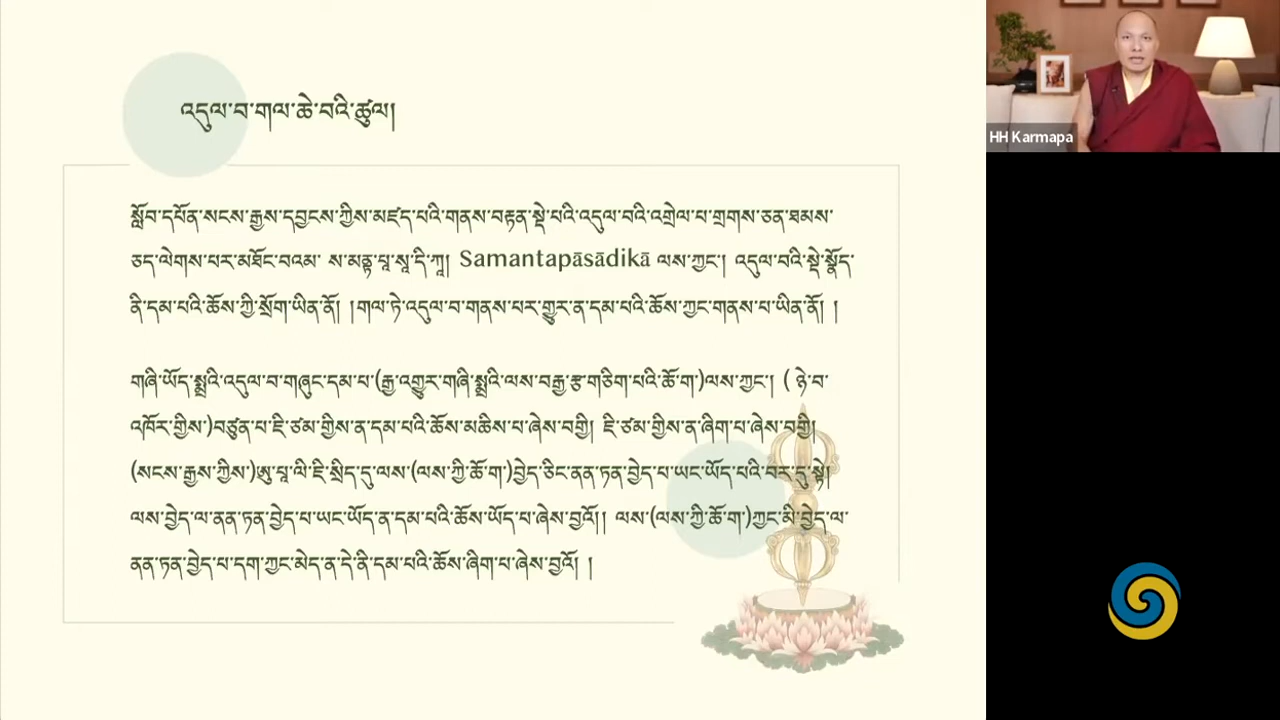 འདུལ་བ་གལ་ཆེ་བའི་ཚུལ།
སློབ་དཔོན་སངས་རྒྱས་དབྱངས་ཀྱིས་མཛད་པའི་གནས་བརྟན་སྡེ་པའི་འདུལ་བའི་འགྲེལ་པ་གྲགས་ཅན་ཐམས་
ཅད་ལེགས་པར་མཐོང་བའམ་ ས་མནྟ་པཱ་སཱ་དི་ཀཱ། Samantapāsādikā ལས་ཀྱང་། འདུལ་བའི་སྡེ་སྣོད་
ནི་དམ་པའི་ཆོས་ཀྱི་སྲོག་ཡིན་ནོ། །གལ་ཏེ་འདུལ་བ་གནས་པར་གྱུར་ན་དམ་པའི་ཆོས་ཀྱང་གནས་པ་ཡིན་ནོ། །
གཞི་ཡོད་སྨྲའི་འདུལ་བ་གཞུང་དམ་པ་(རྒྱ་འགྱུར་གཞི་སྨྲའི་ལས་བརྒྱ་རྩ་གཅིག་པའི་ཆོ་ག་)ལས་ཀྱང་། ( ཉེ་བ་
འཁོར་གྱིས་)བཙུན་པ་ཇི་ཙམ་གྱིས་ན་དམ་པའི་ཆོས་མཆིས་པ་ཞེས་བགྱི། ཇི་ཙམ་གྱིས་ན་ཞིག་པ་ཞེས་བགྱི།
(སངས་རྒྱས་ཀྱིས་)ཨུ་པཱ་ལི་ཇི་སྲིད་དུ་ལས་(ལས་ཀྱི་ཆོ་ག་)བྱེད་ཅིང་ནན་ཏན་བྱེད་པ་ཡང་ཡོད་པའི་བར་དུ་སྟེ།
ལས་བྱེད་ལ་ནན་ཏན་བྱེད་པ་ཡང་ཡོད་ན་དམ་པའི་ཆོས་ཡོད་པ་ཞེས་བྱའོ།། ལས་(ལས་ཀྱི་ཆོ་ག་)ཀྱང་མི་བྱེད་ལ་
ནན་ཏན་བྱེད་པ་དག་ཀྱང་མེད་ན་དེ་ནི་དམ་པའི་ཆོས་ཞིག་པ་ཞེས་བྱའོ། །
HH Karmapa